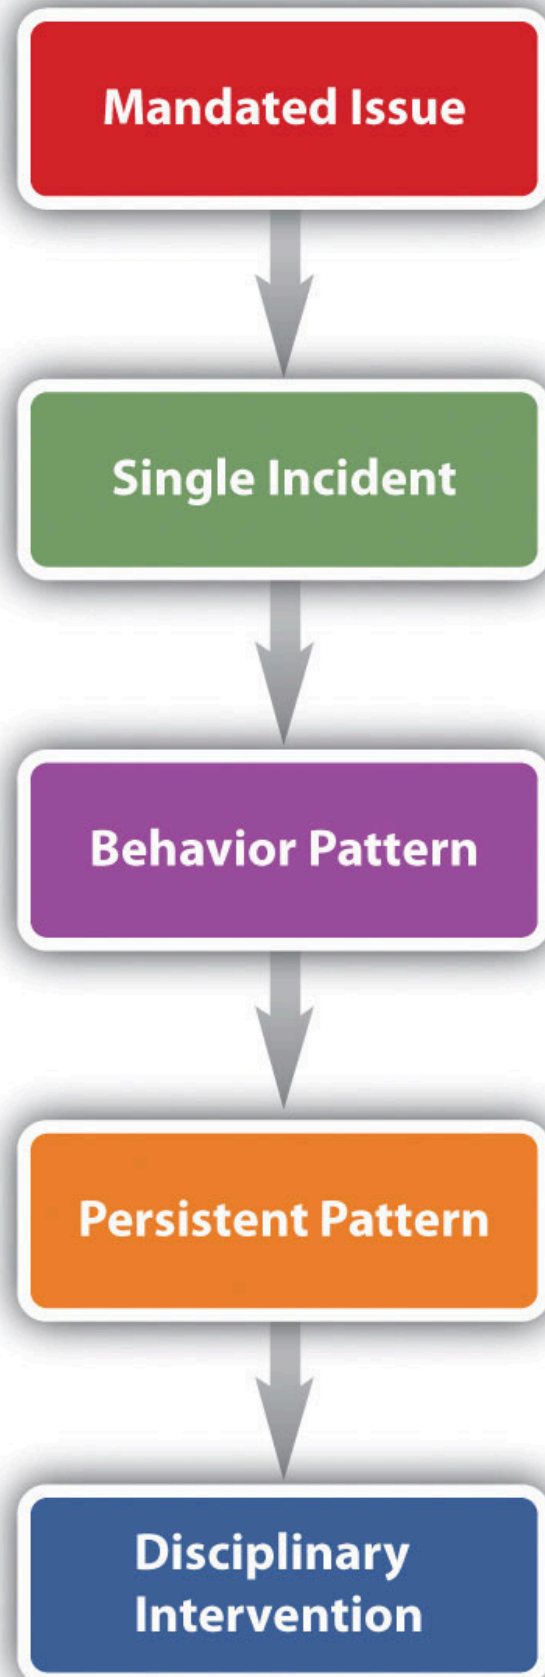 Mandated Issue
Single Incident
Behavior Pattern
Persistent Pattern
Disciplinary
Intervention